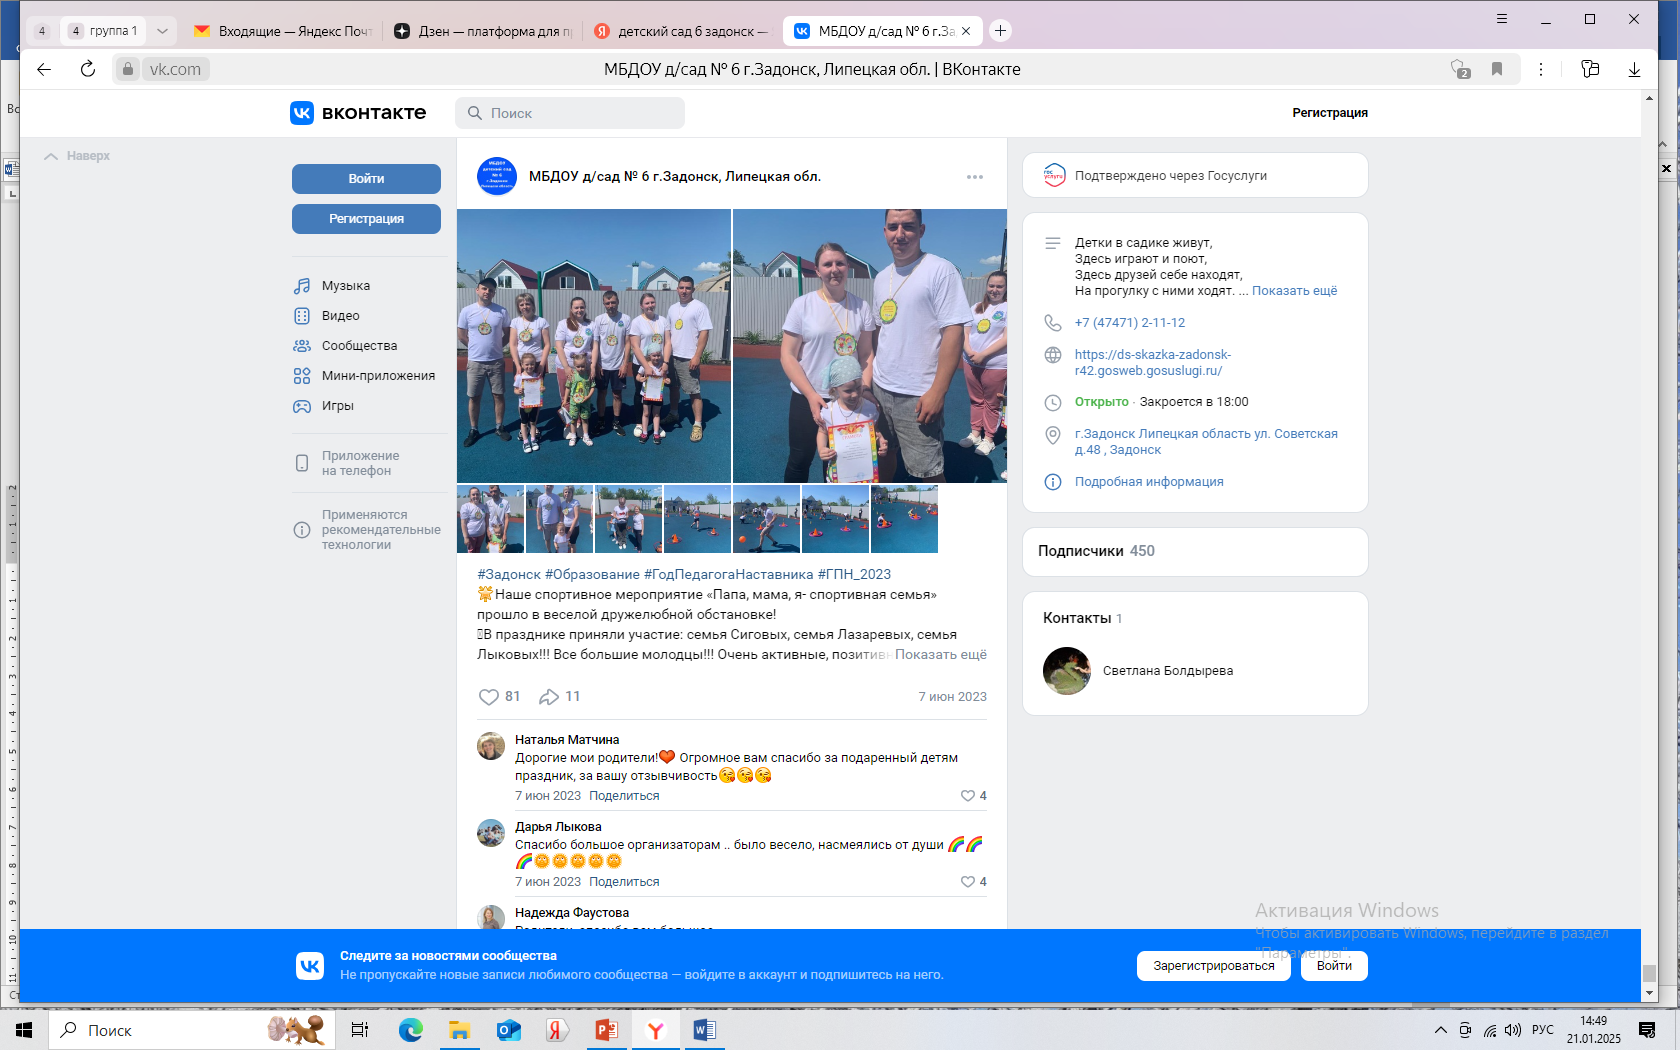 4
4 группа 1
Входящие — Яндекс Почт
Дзен — платформа для п
детский сад 6 задонск —
МБДОУ д/сад № 6 г.За
vk.com
МБДОУ д/сад № 6 г.Задонск, Липецкая обл. | ВКонтакте
2
вконтакте
Поиск
Регистрация
Наверх
Войти
Регистрация
Музыка
Видео
Сообщества
Мини-приложения
Игры
Приложение
на телефон
Применяются
рекомендательные
технологии
МБДОУ д/сад № 6 г.Задонск, Липецкая обл.
#Задонск #Образование #ГодПедагогаНаставника #ГПН_2023
Наше спортивное мероприятие «Папа, мама, я- спортивная семья»
прошло в веселой дружелюбной обстановке!
В празднике приняли участие: семья Сиговых, семья Лазаревых, семья
Лыковых!!! Все большие молодцы!!! Очень активные, позитивн Показать ещё
81 11 7 июн 2023
Наталья Матчина
Дорогие мои родители!❤ Огромное вам спасибо за подаренный детям
праздник, за вашу отзывчивость😘😘😘
7 июн 2023 Поделиться 4
Дарья Лыкова
Спасибо большое организаторам .. было весело, насмеялись от души 🌈🌈
🌈
7 июн 2023 Поделиться 4
Надежда Фаустова
Подтверждено через Госуслуги
Детки в садике живут,
Здесь играют и поют,
Здесь друзей себе находят,
На прогулку с ними ходят. ... Показать ещё
+7 (47471) 2-11-12
https://ds-skazka-zadonsk-
r42.gosweb.gosuslugi.ru/
Открыто · Закроется в 18:00
г.Задонск Липецкая область ул. Советская
д.48 , Задонск
Подробная информация
Подписчики 450
Контакты 1
Светлана Болдырева
Активация Windows
Чтобы активировать Windows, перейдите в раздел
"Параметры".
Следите за новостями сообщества
Не пропускайте новые записи любимого сообщества — войдите в аккаунт и подпишитесь на него.
Зарегистрироваться
Войти
Поиск
РУС
14:49
21.01.2025